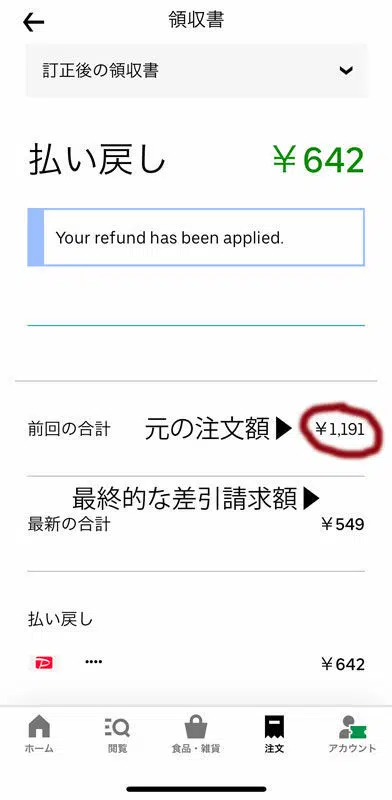 領収書
訂正後の領収書
払い戻し ￥642
Your refund has been applied.
前回の合計 元の注文額▶ ￥1,191
最終的な差引請求額▶
最新の合計 ￥549
払い戻し
•••• ￥642
ホーム 閲覧 食品・雑貨 注文 アカウント